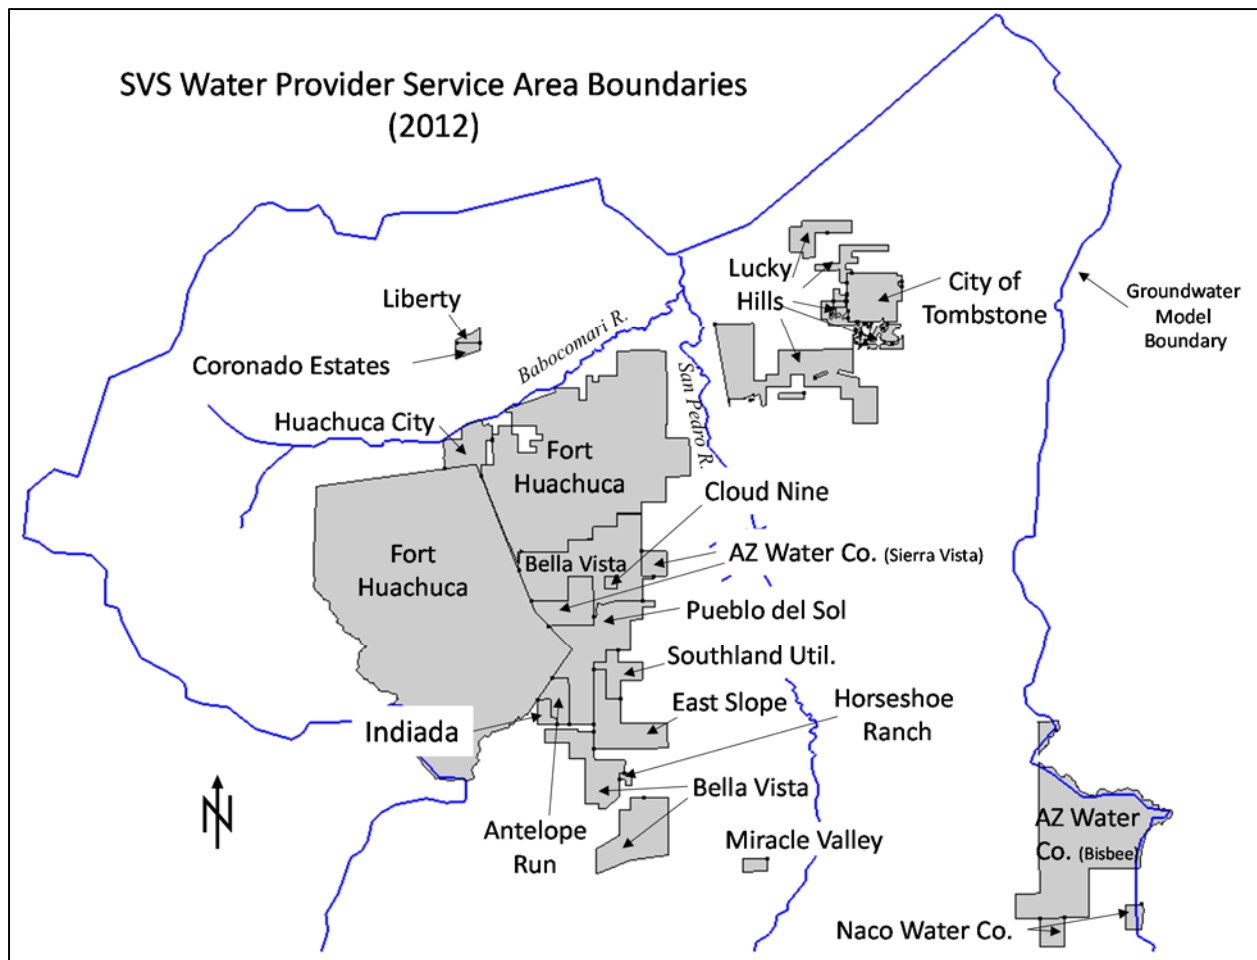 SVS Water Provider Service Area Boundaries
(2012)
Lucky
Hills
City of
Tombstone
Groundwater
Model
Boundary
Liberty
Coronado Estates
Babocomari R.
San Pedro R.
Huachuca City
Fort
Huachuca
Cloud Nine
Fort
Huachuca
Bella Vista
AZ Water Co. (Sierra Vista)
Pueblo del Sol
Southland Util.
East Slope
Horseshoe
Ranch
Indiada
Bella Vista
Antelope
Run
Miracle Valley
AZ Water
Co. (Bisbee)
Naco Water Co.
N